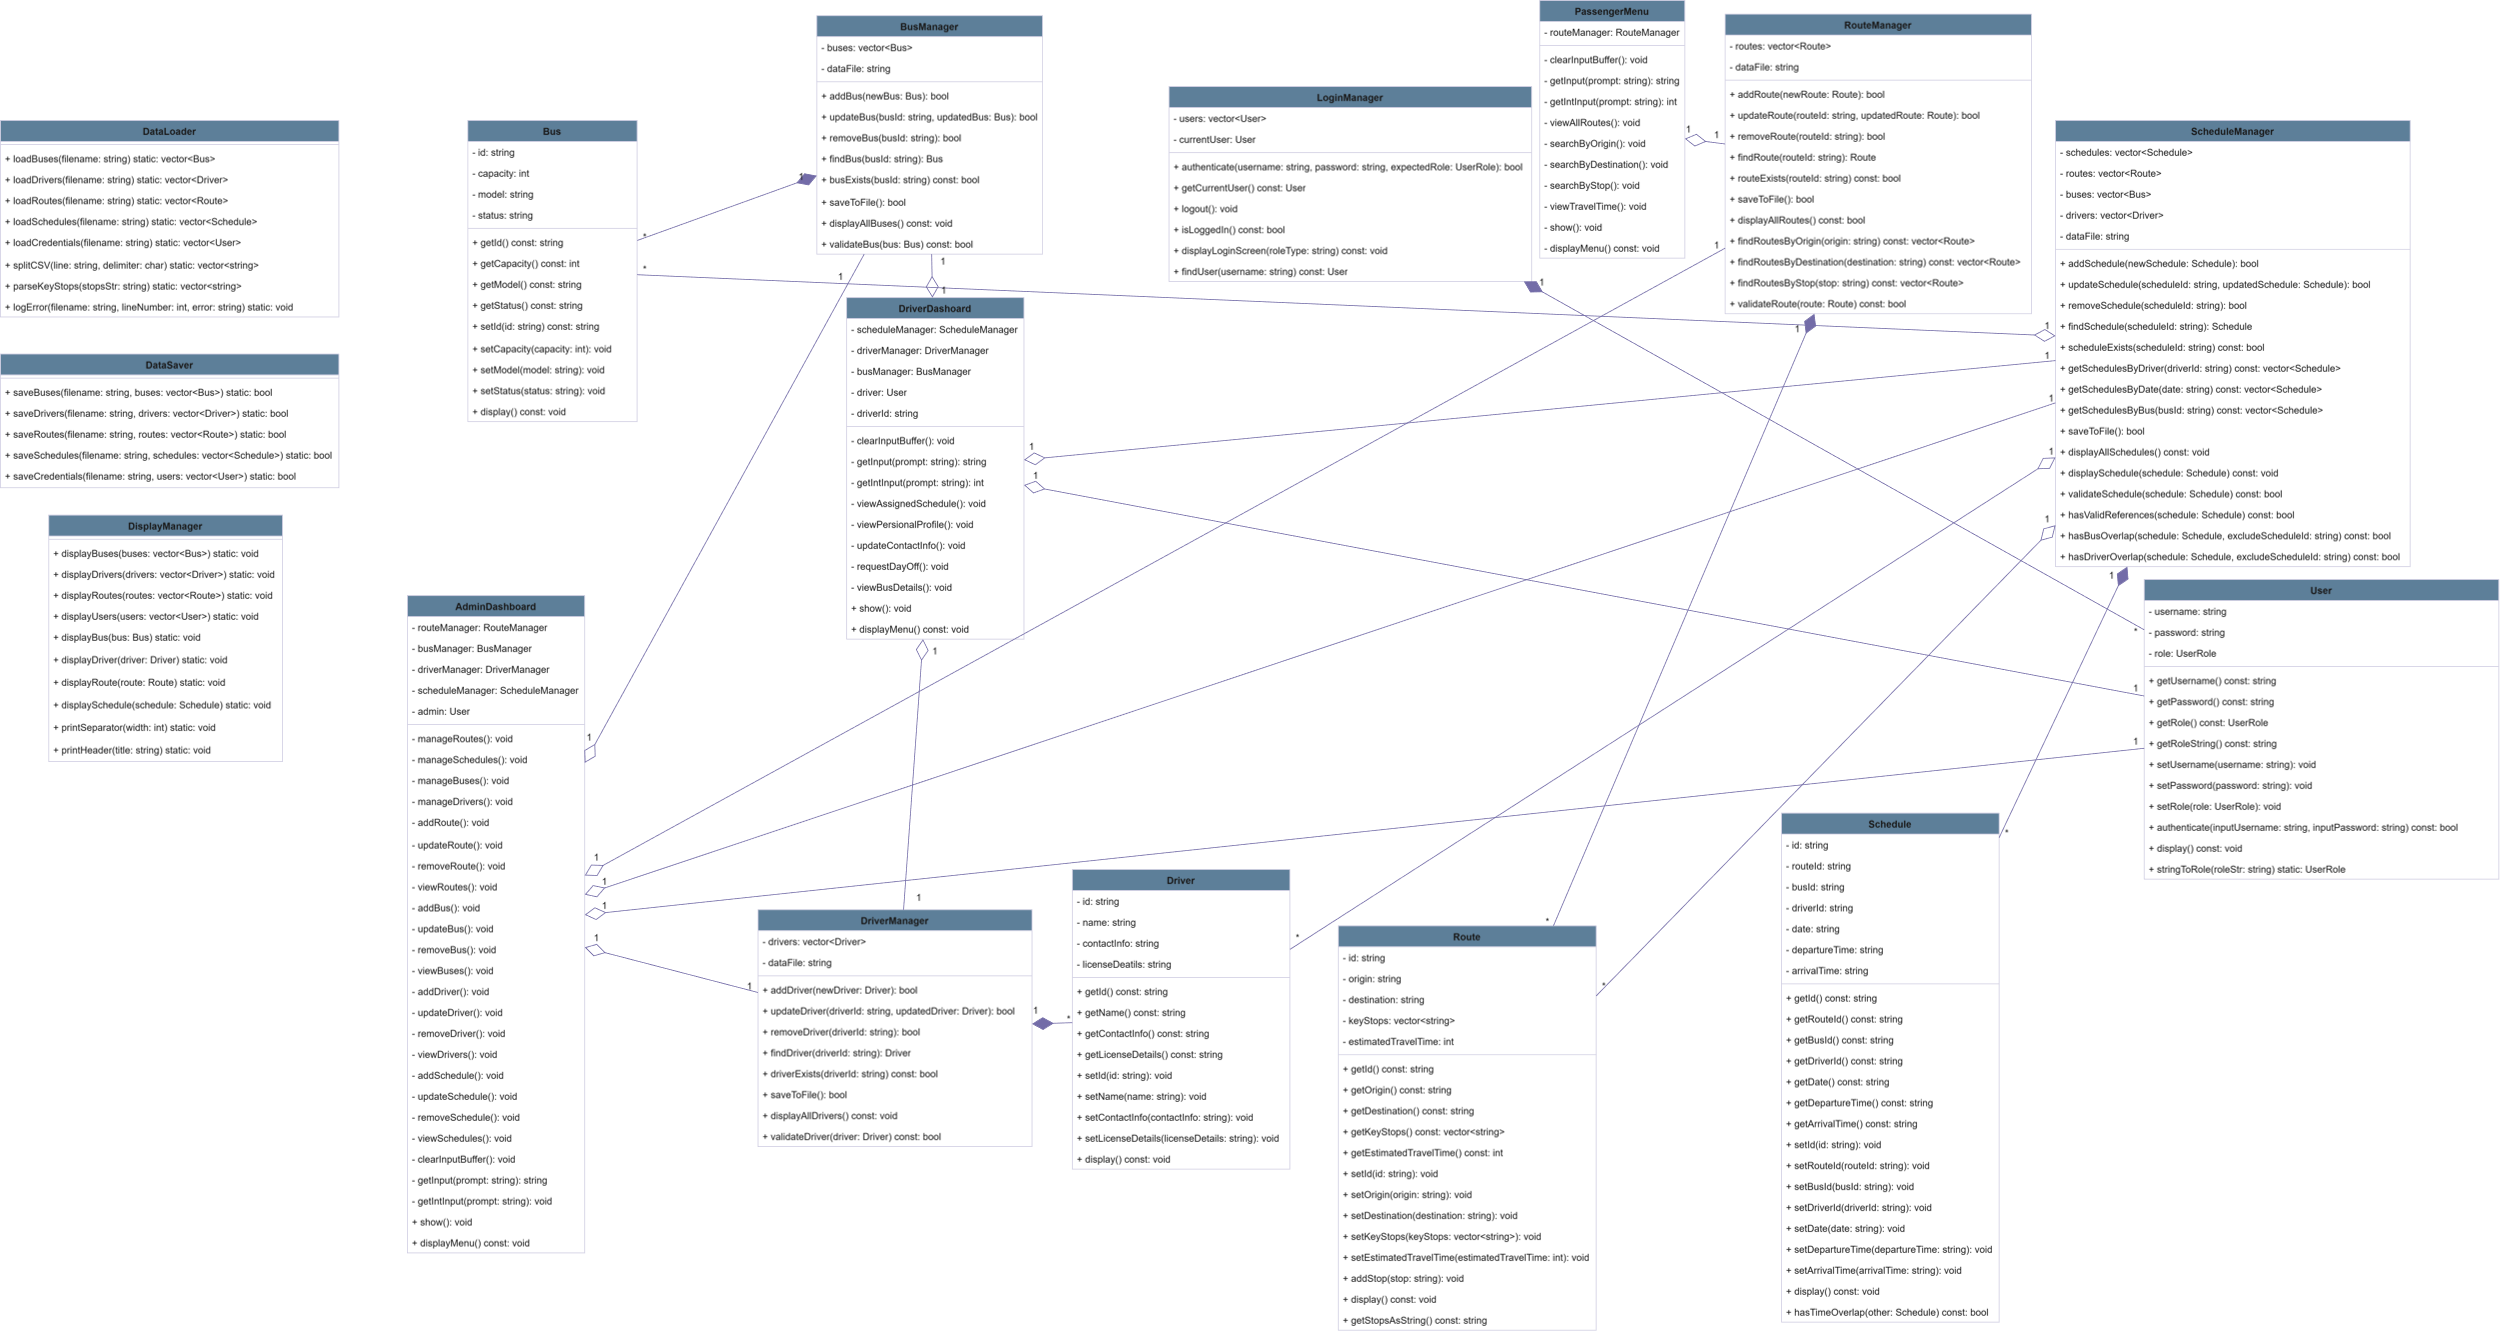 DataLoader
+ loadBuses(filename: string) static: vector<Bus>
+ loadDrivers(filename: string) static: vector<Driver>
+ loadRoutes(filename: string) static: vector<Route>
+ loadSchedules(filename: string) static: vector<Schedule>
+ loadCredentials(filename: string) static: vector<User>
+ splitCSV(line: string, delimiter: char) static: vector<string>
+ parseKeyStops(stopsStr: string) static: vector<string>
+ logError(filename: string, lineNumber: int, error: string) static: void
DataSaver
+ saveBuses(filename: string, buses: vector<Bus>) static: bool
+ saveDrivers(filename: string, drivers: vector<Driver>) static: bool
+ saveRoutes(filename: string, routes: vector<Route>) static: bool
+ saveSchedules(filename: string, schedules: vector<Schedule>) static: bool
+ saveCredentials(filename: string, users: vector<User>) static: bool
DisplayManager
+ displayBuses(buses: vector<Bus>) static: void
+ displayDrivers(drivers: vector<Driver>) static: void
+ displayRoutes(routes: vector<Route>) static: void
+ displayUsers(users: vector<User>) static: void
+ displayBus(bus: Bus) static: void
+ displayDriver(driver: Driver) static: void
+ displayRoute(route: Route) static: void
+ displaySchedule(schedule: Schedule) static: void
+ printSeparator(width: int) static: void
+ printHeader(title: string) static: void
Bus
- id: string
- capacity: int
- model: string
- status: string
+ getId() const: string
+ getCapacity() const: int
+ getModel() const: string
+ getStatus() const: string
+ setId(id: string) const: string
+ setCapacity(capacity: int): void
+ setModel(model: string): void
+ setStatus(status: string): void
+ display() const: void
*
*
AdminDashboard
- routeManager: RouteManager
- busManager: BusManager
- driverManager: DriverManager
- scheduleManager: ScheduleManager
- admin: User
- manageRoutes(): void
- manageSchedules(): void
- manageBuses(): void
- manageDrivers(): void
- addRoute(): void
- updateRoute(): void
- removeRoute(): void
- viewRoutes(): void
- addBus(): void
- updateBus(): void
- removeBus(): void
- viewBuses(): void
- addDriver(): void
- updateDriver(): void
- removeDriver(): void
- viewDrivers(): void
- addSchedule(): void
- updateSchedule(): void
- removeSchedule(): void
- viewSchedules(): void
- clearInputBuffer(): void
- getInput(prompt: string): string
- getIntInput(prompt: string): void
+ show(): void
+ displayMenu() const: void
1
1
1
1
1
BusManager
- buses: vector<Bus>
- dataFile: string
+ addBus(newBus: Bus): bool
+ updateBus(busId: string, updatedBus: Bus): bool
+ removeBus(busId: string): bool
+ findBus(busId: string): Bus
+ busExists(busId: string) const: bool
+ saveToFile(): bool
+ displayAllBuses() const: void
+ validateBus(bus: Bus) const: bool
1
1
1
1
DriverDashoard
- scheduleManager: ScheduleManager
- driverManager: DriverManager
- busManager: BusManager
- driver: User
- driverId: string
- clearInputBuffer(): void
- getInput(prompt: string): string
- getIntInput(prompt: string): int
- viewAssignedSchedule(): void
- viewPersionalProfile(): void
- updateContactInfo(): void
- requestDayOff(): void
- viewBusDetails(): void
+ show(): void
+ displayMenu() const: void
1
1
1
1
DriverManager
- drivers: vector<Driver>
- dataFile: string
+ addDriver(newDriver: Driver): bool
+ updateDriver(driverId: string, updatedDriver: Driver): bool
+ removeDriver(driverId: string): bool
+ findDriver(driverId: string): Driver
+ driverExists(driverId: string) const: bool
+ saveToFile(): bool
+ displayAllDrivers() const: void
+ validateDriver(driver: Driver) const: bool
1
1
*
Driver
- id: string
- name: string
- contactInfo: string
- licenseDeatils: string
+ getId() const: string
+ getName() const: string
+ getContactInfo() const: string
+ getLicenseDetails() const: string
+ setId(id: string): void
+ setName(name: string): void
+ setContactInfo(contactInfo: string): void
+ setLicenseDetails(licenseDetails: string): void
+ display() const: void
*
LoginManager
- users: vector<User>
- currentUser: User
+ authenticate(username: string, password: string, expectedRole: UserRole): bool
+ getCurrentUser() const: User
+ logout(): void
+ isLoggedIn() const: bool
+ displayLoginScreen(roleType: string) const: void
+ findUser(username: string) const: User
1
PassengerMenu
- routeManager: RouteManager
- clearInputBuffer(): void
- getInput(prompt: string): string
- getIntInput(prompt: string): int
- viewAllRoutes(): void
- searchByOrigin(): void
- searchByDestination(): void
- searchByStop(): void
- viewTravelTime(): void
- show(): void
- displayMenu() const: void
1
1
RouteManager
- routes: vector<Route>
- dataFile: string
+ addRoute(newRoute: Route): bool
+ updateRoute(routeId: string, updatedRoute: Route): bool
+ removeRoute(routeId: string): bool
+ findRoute(routeId: string): Route
+ routeExists(routeId: string) const: bool
+ saveToFile(): bool
+ displayAllRoutes() const: bool
+ findRoutesByOrigin(origin: string) const: vector<Route>
+ findRoutesByDestination(destination: string) const: vector<Route>
+ findRoutesByStop(stop: string) const: vector<Route>
+ validateRoute(route: Route) const: bool
1
1
Route
- id: string
- origin: string
- destination: string
- keyStops: vector<string>
- estimatedTravelTime: int
+ getId() const: string
+ getOrigin() const: string
+ getDestination() const: string
+ getKeyStops() const: vector<string>
+ getEstimatedTravelTime() const: int
+ setId(id: string): void
+ setOrigin(origin: string): void
+ setDestination(destination: string): void
+ setKeyStops(keyStops: vector<string>): void
+ setEstimatedTravelTime(estimatedTravelTime: int): void
+ addStop(stop: string): void
+ display() const: void
+ getStopsAsString() const: string
*
*
ScheduleManager
- schedules: vector<Schedule>
- routes: vector<Route>
- buses: vector<Bus>
- drivers: vector<Driver>
- dataFile: string
+ addSchedule(newSchedule: Schedule): bool
+ updateSchedule(scheduleId: string, updatedSchedule: Schedule): bool
+ removeSchedule(scheduleId: string): bool
+ findSchedule(scheduleId: string): Schedule
+ scheduleExists(scheduleId: string) const: bool
+ getSchedulesByDriver(driverId: string) const: vector<Schedule>
+ getSchedulesByDate(date: string) const: vector<Schedule>
+ getSchedulesByBus(busId: string) const: vector<Schedule>
+ saveToFile(): bool
+ displayAllSchedules() const: void
+ displaySchedule(schedule: Schedule) const: void
+ validateSchedule(schedule: Schedule) const: bool
+ hasValidReferences(schedule: Schedule) const: bool
+ hasBusOverlap(schedule: Schedule, excludeScheduleId: string) const: bool
+ hasDriverOverlap(schedule: Schedule, excludeScheduleId: string) const: bool
1
1
1
1
1
1
User
- username: string
- password: string
- role: UserRole
+ getUsername() const: string
+ getPassword() const: string
+ getRole() const: UserRole
+ getRoleString() const: string
+ setUsername(username: string): void
+ setPassword(password: string): void
+ setRole(role: UserRole): void
+ authenticate(inputUsername: string, inputPassword: string) const: bool
+ display() const: void
+ stringToRole(roleStr: string) static: UserRole
*
1
1
Schedule
- id: string
- routeId: string
- busId: string
- driverId: string
- date: string
- departureTime: string
- arrivalTime: string
+ getId() const: string
+ getRouteId() const: string
+ getBusId() const: string
+ getDriverId() const: string
+ getDate() const: string
+ getDepartureTime() const: string
+ getArrivalTime() const: string
+ setId(id: string): void
+ setRouteId(routeId: string): void
+ setBusId(busId: string): void
+ setDriverId(driverId: string): void
+ setDate(date: string): void
+ setDepartureTime(departureTime: string): void
+ setArrivalTime(arrivalTime: string): void
+ display() const: void
+ hasTimeOverlap(other: Schedule) const: bool
*